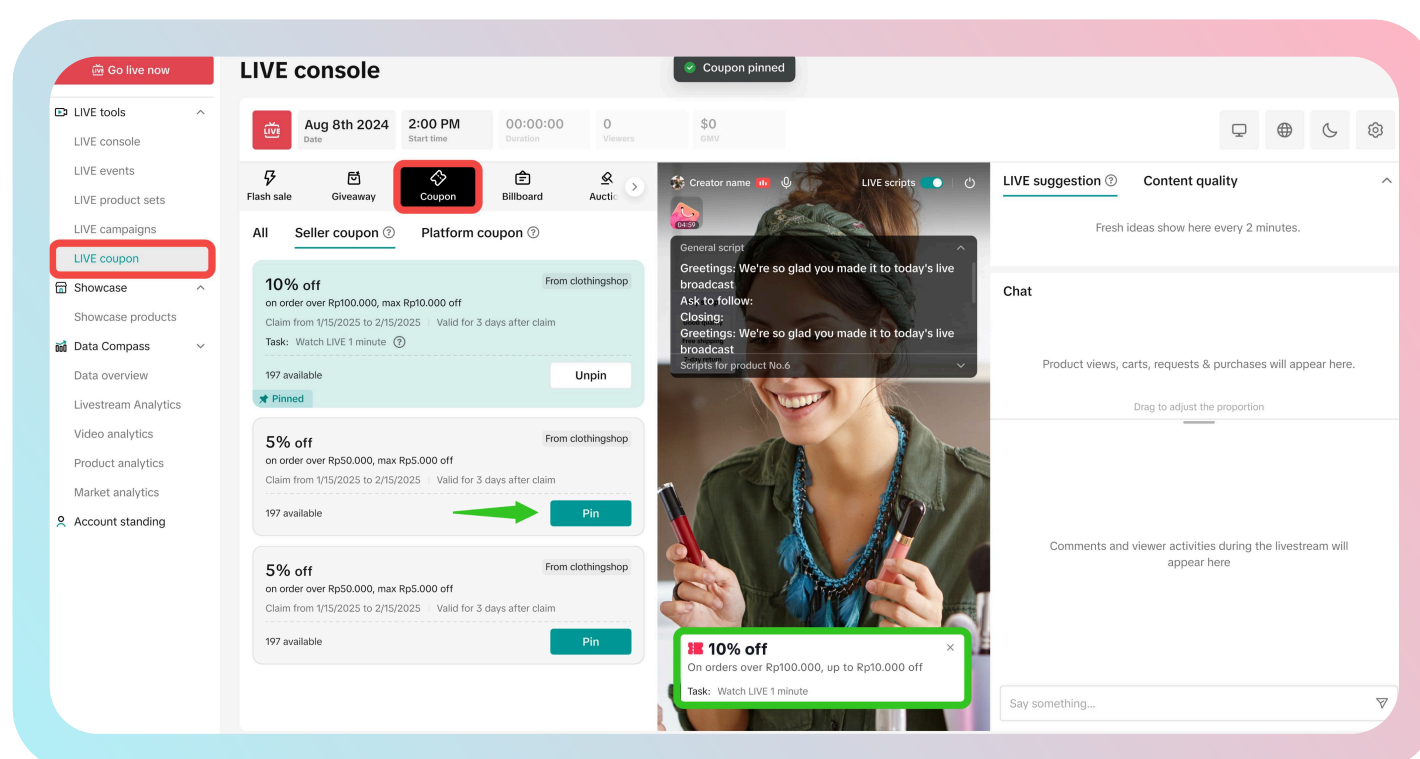 LIVE Go live now
LIVE console
Coupon pinned
LIVE tools
LIVE console
LIVE events
LIVE product sets
LIVE campaigns
LIVE coupon
Showcase
Showcase products
Data Compass
Data overview
Livestream Analytics
Video analytics
Product analytics
Market analytics
Account standing
LIVE
Aug 8th 2024
Date
2:00 PM
Start time
00:00:00
Duration
0
Viewers
$0
GMV
Flash sale
Giveaway
Coupon
Billboard
Auctic
All Seller coupon ? Platform coupon ?
10% off
From clothingshop
on order over Rp100.000, max Rp10.000 off
Claim from 1/15/2025 to 2/15/2025 | Valid for 3 days after claim
Task: Watch LIVE 1 minute ?
197 available
Unpin
Pinned
5% off
From clothingshop
on order over Rp50.000, max Rp5.000 off
Claim from 1/15/2025 to 2/15/2025 | Valid for 3 days after claim
197 available
Pin
5% off
From clothingshop
on order over Rp50.000, max Rp5.000 off
Claim from 1/15/2025 to 2/15/2025 | Valid for 3 days after claim
197 available
Pin
Creator name
LIVE scripts
04:59
General script
Greetings: We're so glad you made it to today's live
broadcast
Ask to follow:
Closing:
Good quality
Greetings: We're so glad you made it to today's live
Free shipping
broadcast
7-day return
Scripts for product No.6
10% off
On orders over Rp100.000, up to Rp10.000 off
Task: Watch LIVE 1 minute
LIVE suggestion ? Content quality
Fresh ideas show here every 2 minutes.
Chat
Product views, carts, requests & purchases will appear here.
Drag to adjust the proportion
Comments and viewer activities during the livestream will
appear here
Say something...